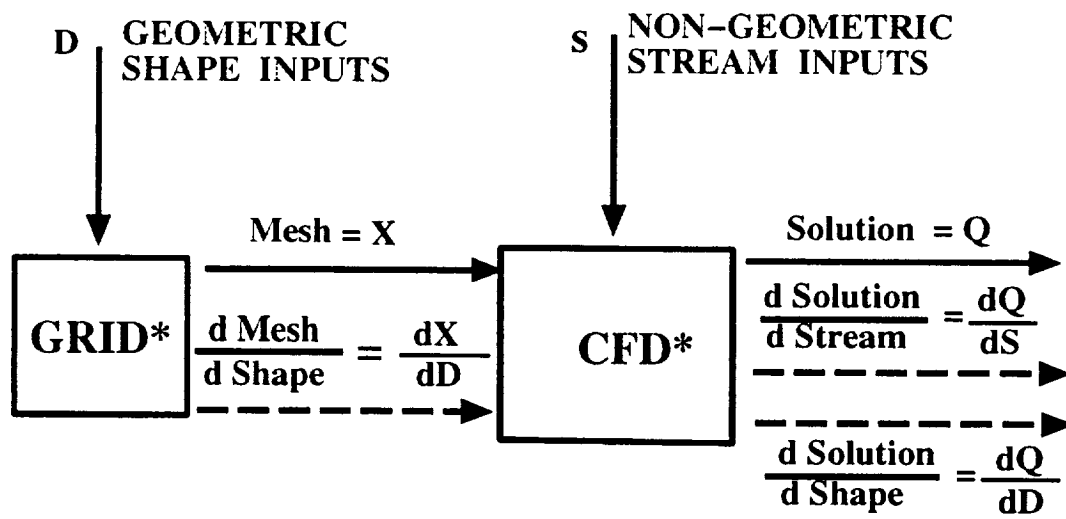 D GEOMETRIC
SHAPE INPUTS
S NON-GEOMETRIC
STREAM INPUTS
Mesh = X
Solution = Q
GRID*
d Mesh
d Shape
= dX
dD
CFD*
d Solution
d Stream
= dQ
dS
d Solution
d Shape
= dQ
dD